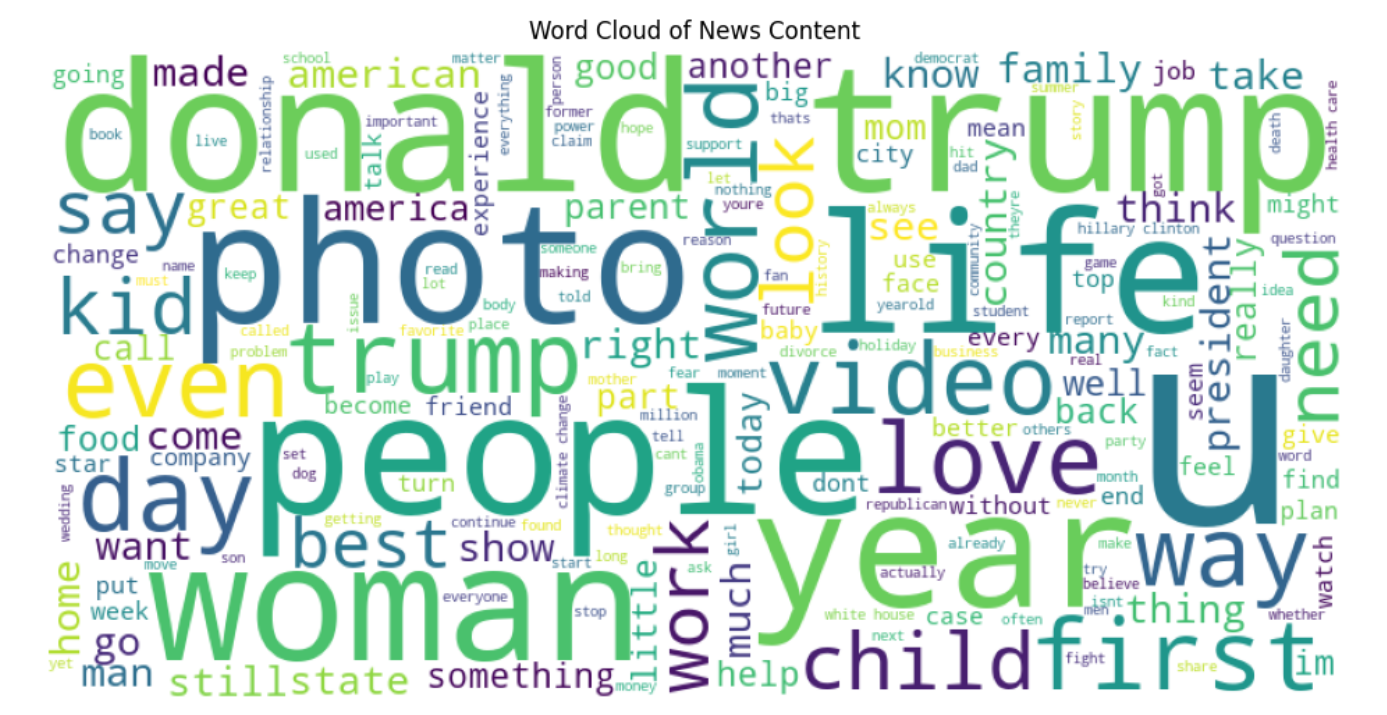 Word Cloud of News Content
going
school
made
american
matter
person
good
another
democrat
know
family
job
take
donald trump
book
live
relationship
used
important
talk
experience
everything
former
power
claim
hope
support
world
big
thats
look
mom
city
summer
mean
hit
dad
story
death
health care
say
great
america
parent
let
nothing
youre
always
see
country
theyre
think
got
might
change
name
must
keep
photo
read
lot
someone
making
told
bring
reason
fan
future
history
life
use
face
yearold
community
student
hillary clinton
game
top
kind
report
president
really
question
idea
need
kid
call
called
problem
issue
favorite
body
place
trump
play
right
baby
divorce
holiday
business
every
many
real
fact
daughter
even
become
friend
climate change
mother
part
fear
moment
million
video
well
seem
back
u
food
come
star
company
set
dog
people
turn
tell
cant
group
obama
today
dont
better
others
love
party
month
feel
give
word
find
plan
wedding
day
want
getting
best
continue
found
show
thought
start
long
work
girl
republican
without
end
never
year
already
make
way
watch
move
son
home
put
week
woman
everyone
stop
little
ask
much
actually
try
believe
isnt
men
thing
whether
white house
case
often
go
yet
man
still
state
something
money
help
child
next
first
fight
share
im